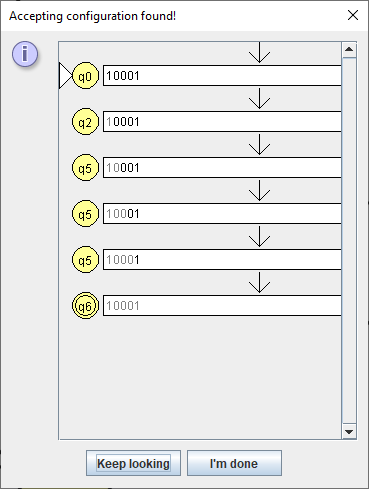 Accepting configuration found!
q0 10001
q2 10001
q5 10001
q5 10001
q5 10001
q6 10001
Keep looking I'm done